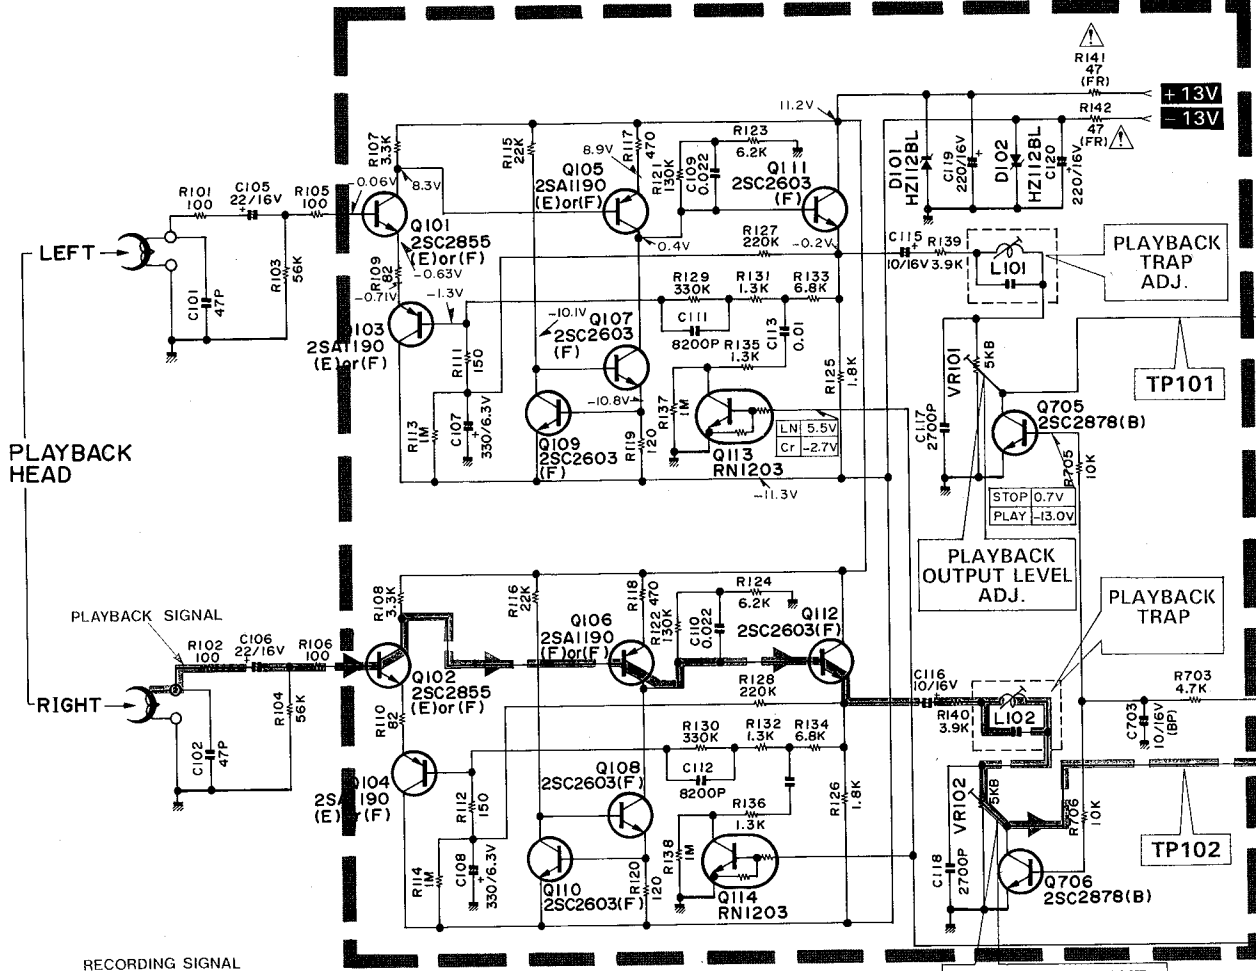 R141
47
(FR)
+13V
R142
47
(FR)
-13V
11.2V
R107
3.3K
R115
22K
R117
470
8.9V
R123
6.2K
R121
130K
C109
0.022
D101
HZ112BL
C119
220/16V
D102
HZ112BL
C120
220/16V
Q105
2SA1190
(E)or(F)
Q111
2SC2603
(F)
8.3V
-0.06V
R101
100
C105
22/16V
R105
100
Q101
2SC2855
(E)or(F)
0.4V
R127
220K
-0.2V
C115
10/16V
R139
3.9K
L101
PLAYBACK
TRAP
ADJ.
LEFT
R103
56K
C101
47P
R109
82
-0.63V
-0.71V
-1.3V
R129
330K
R131
1.3K
R133
6.8K
C111
8200P
C113
0.01
-10.1V
Q107
2SC2603
(F)
Q103
2SA1190
(E)or(F)
R111
150
R135
1.3K
R125
1.8K
VR101
5KB
TP101
R113
1M
C107
330/6.3V
-10.8V
Q109
2SC2603
(F)
R119
120
R137
1M
Q113
RN1203
LN 5.5V
Cr -2.7V
C117
2700P
Q705
2SC2878(B)
R705
10K
-11.3V
STOP 0.7V
PLAY -13.0V
PLAYBACK
HEAD
PLAYBACK
OUTPUT LEVEL
ADJ.
PLAYBACK
TRAP
PLAYBACK SIGNAL
R108
3.3K
R116
22K
R118
470
R124
6.2K
R122
130K
C110
0.022
Q106
2SA1190
(F)or(F)
Q112
2SC2603(F)
R102
100
C106
22/16V
R106
100
Q102
2SC2855
(E)or(F)
R128
220K
C116
10/16V
R140
3.9K
L102
R703
4.7K
C703
10/16V
(BP)
RIGHT
R104
56K
C102
47P
R110
82
R130
330K
R132
1.3K
R134
6.8K
C112
8200P
Q108
2SC2603(F)
Q104
2SA1190
(E)or(F)
R112
150
R136
1.3K
R126
1.8K
VR102
5KB
R706
10K
TP102
R114
1M
C108
330/6.3V
Q110
2SC2603(F)
R120
120
R138
1M
Q114
RN1203
C118
2700P
Q706
2SC2878(B)
RECORDING SIGNAL